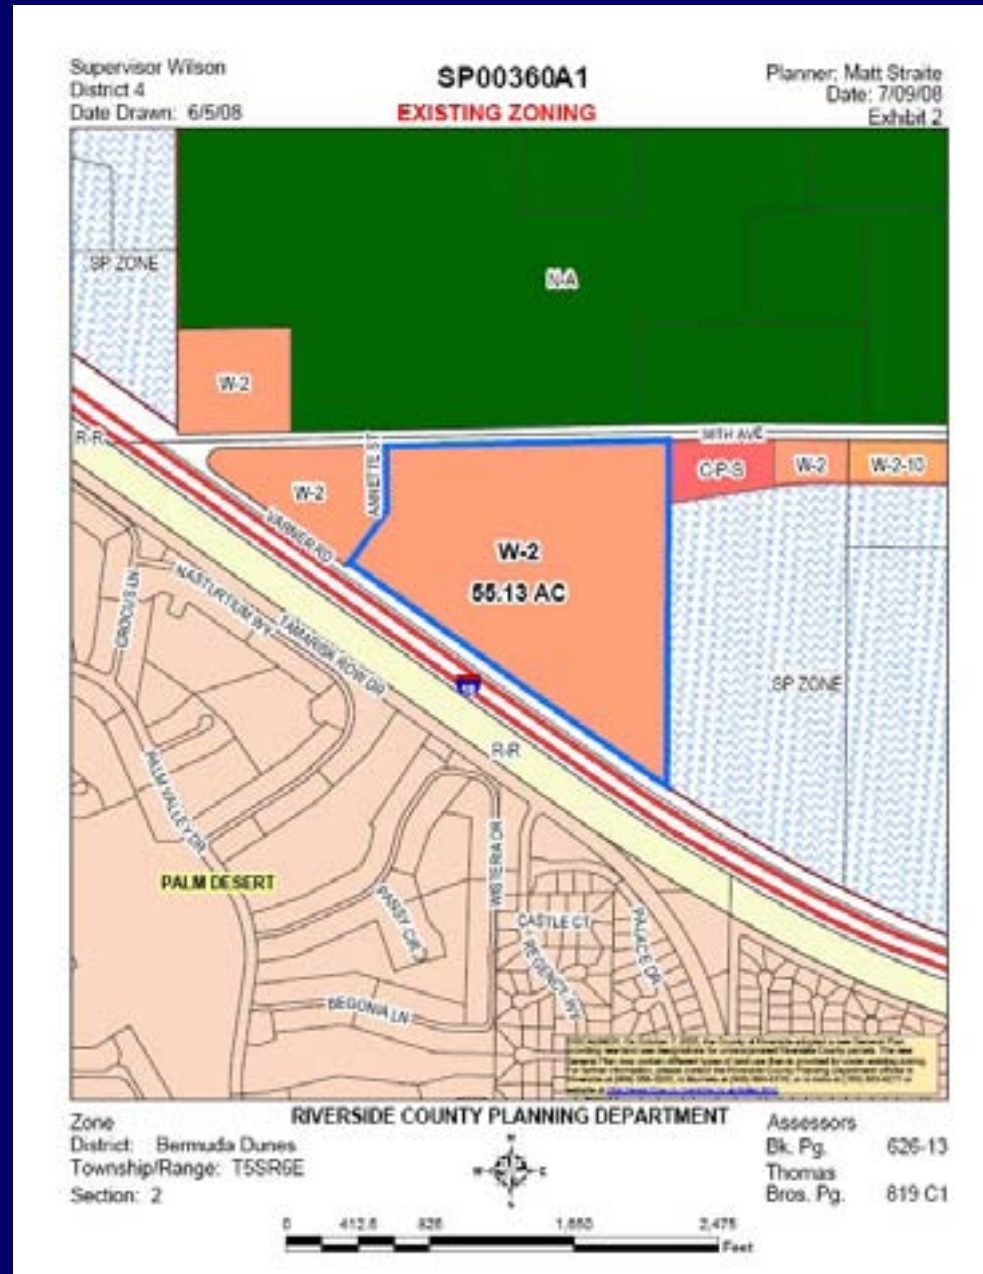 Supervisor Wilson
District 4
Date Drawn: 6/5/08
SP00360A1
EXISTING ZONING
Planner: Matt Straite
Date: 7/09/08
Exhibit 2
SP ZONE
N-A
W-2
R-R
38TH AVE
ANNETTE ST
C-P-S
W-2
W-2-10
W-2
VARNER RD
W-2
55.13 AC
CROCUS LN
NASTURTIUM WY
TAMARISK ROW DR
SP ZONE
R-R
PALM VALLEY DR
WISTERIA DR
PALM DESERT
PANSY CIR
CASTLE CT
PALACE DR
REGENCY WY
BEGONIA LN
RIVERSIDE COUNTY PLANNING DEPARTMENT
Zone
District: Bermuda Dunes
Township/Range: T5SR6E
Section: 2
N
W
E
S
Assessors
Bk. Pg. 626-13
Thomas
Bros. Pg. 819 C1
0 412.5 825 1,650 2,475
Feet